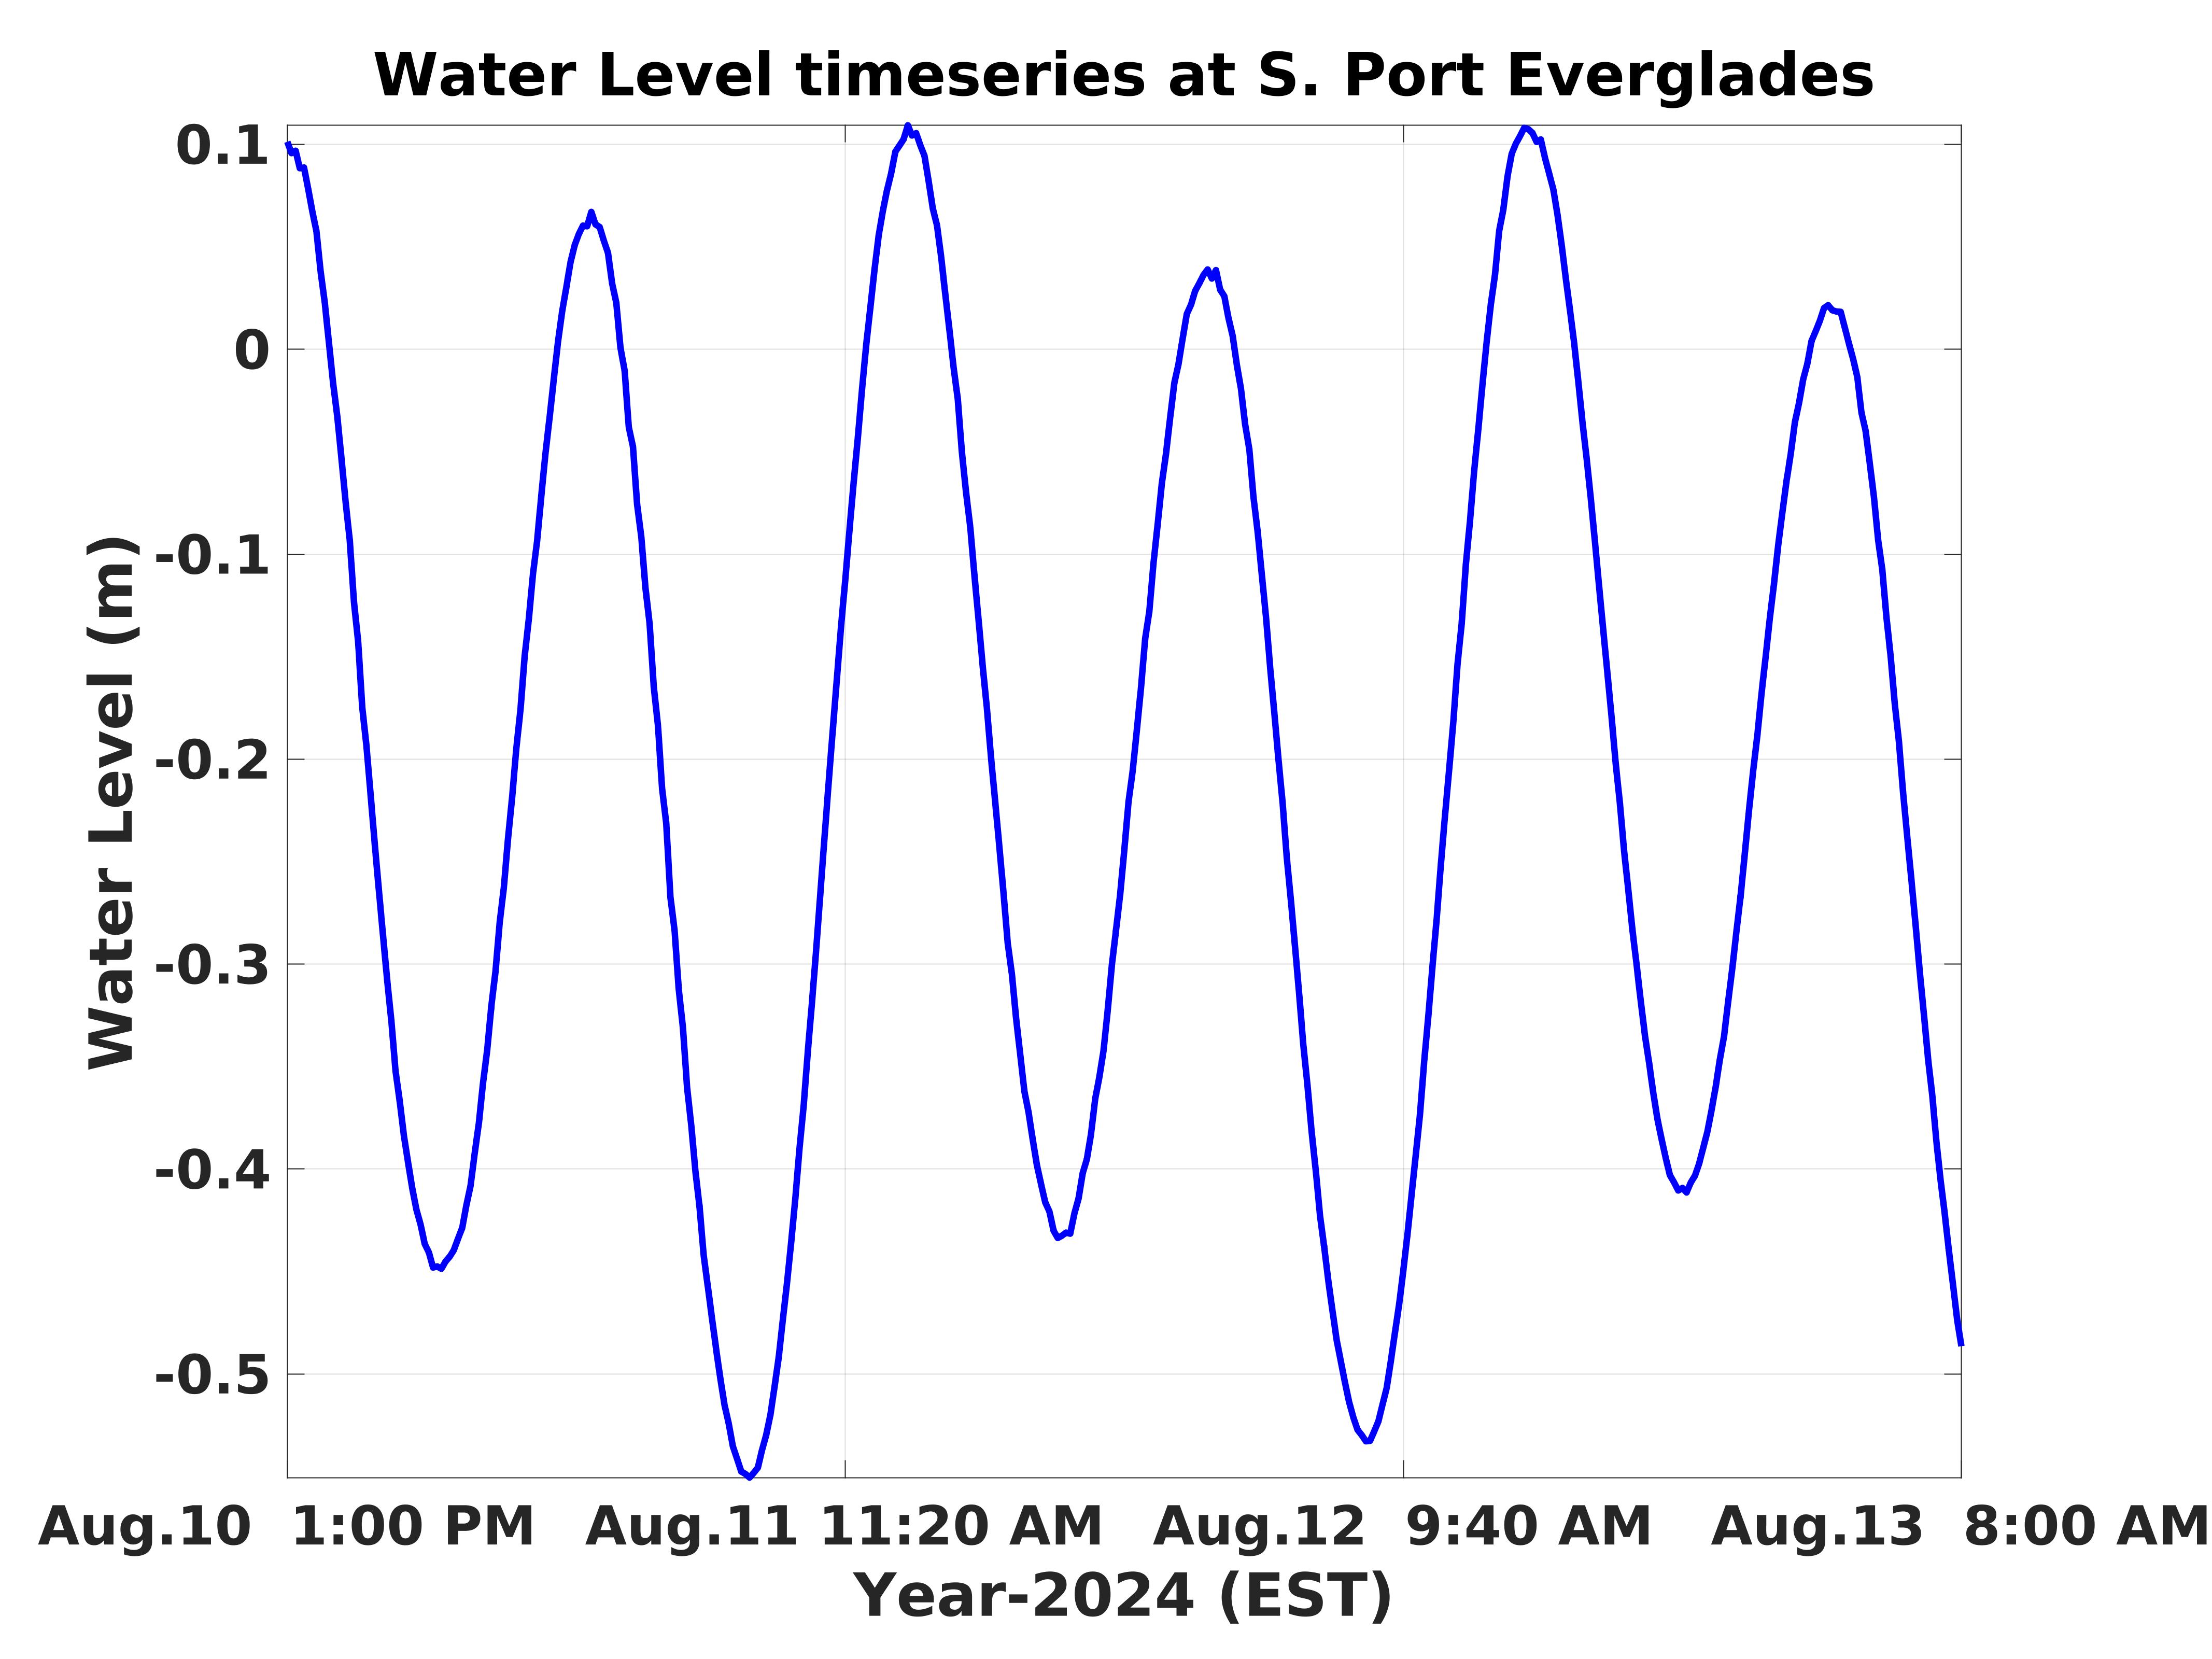 Water Level timeseries at S. Port Everglades
0.1
0
-0.1
-0.2
-0.3
-0.4
-0.5
Water Level (m)
Aug.10 1:00 PM Aug.11 11:20 AM Aug.12 9:40 AM Aug.13 8:00 AM
Year-2024 (EST)